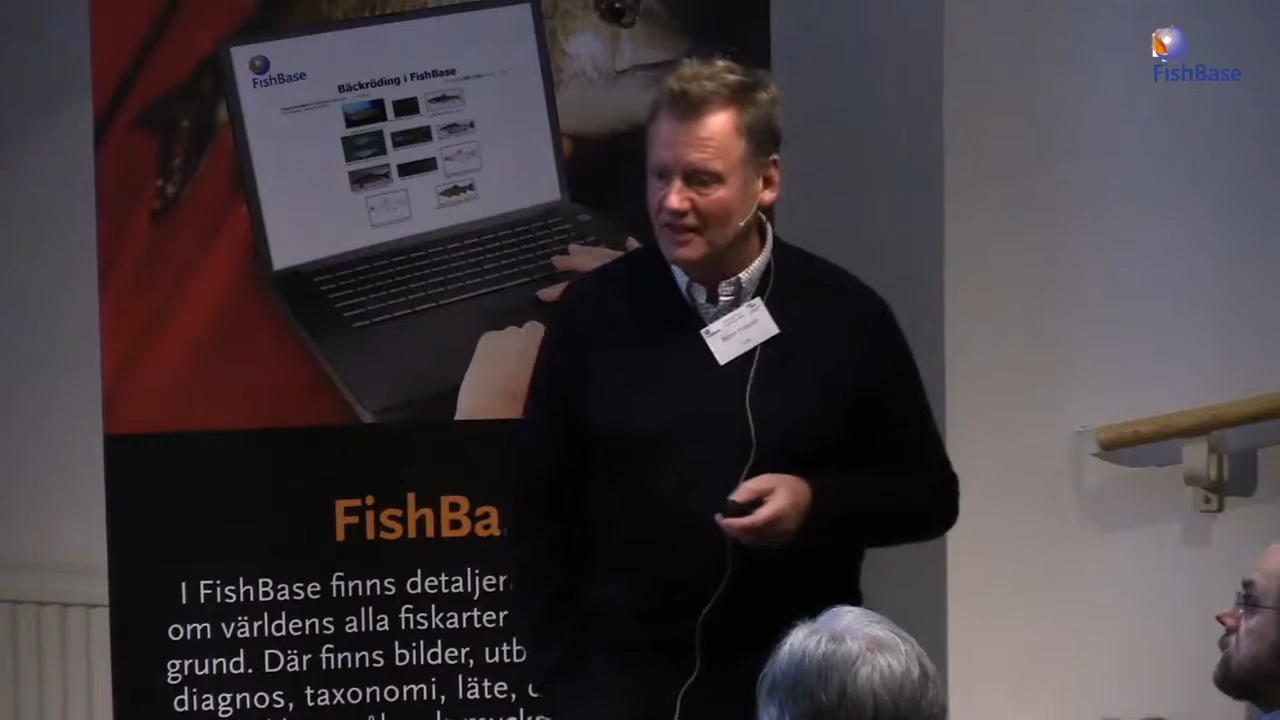 FishBase
FishBase
Bäckröding i FishBase
FishBa
I FishBase finns detaljer
om världens alla fiskarter
grund. Där finns bilder, utb
diagnos, taxonomi, läte,